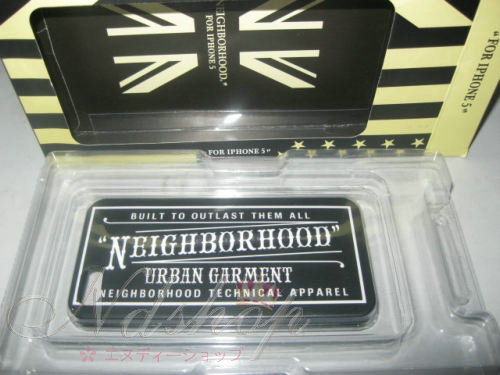 NEIGHBORHOOD®
FOR IPHONE 5
"FOR IPHONE 5"
FOR IPHONE 5"
BUILT TO OUTLAST THEM ALL
"NEIGHBORHOOD"
URBAN GARMENT
NEIGHBORHOOD TECHNICAL APPAREL
Ndshop
エヌディーショップ